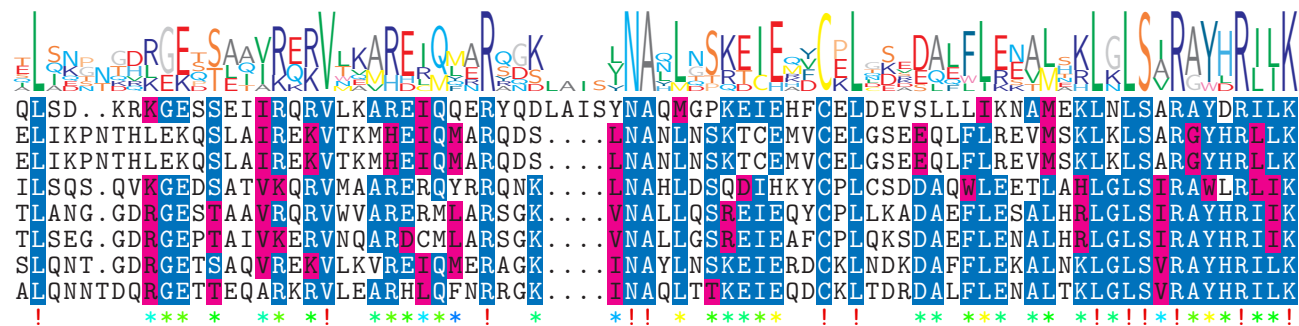 QLSD..KRKGESSEIIRQRVLKAREIQQERYQDLAISYNAQMGPKEIEHFCELDEVSLLLIKNAMEKLNLSARAYDRILK
ELIKPNTHLEKQSLAIREKVTKMHEIQMARQDS....LNANLNSKTCEMVCELGSEEQLFLREVMSKLNLSARGYHRLLK
ELIKPNTHLEKQSLAIREKVTKMHEIQMARQDS....LNANLNSKTCEMVCELGSEEQLFLREVMSKLKLSARGYHRLLK
ILSQS.QVKGEDSATVKQRVMAARERQYRRQNK....LNAHLDSQDIHKYCPLCSDDAQWLEETLAHLGLSIRAWLRLIK
TLANG.GDRGESTAAVRQRVWVARERMLARSGK....VNALLQSREIEQYCPLLKADAEFLESALHRLGLSIRAYHRIIK
TLSEG.GDRGEPTAIVKERVNQARDCMLARSGK....VNALLGSREIEAFCPLQKSDAEFLENALHRLGLSIRAYHRIIK
SLQNT.GDRGETSAQVREKVLKVREIQMERAGK....INAYLNSKEIERDCKLNDKDAFFLEKALNKLGLSVRAYHRILK
ALQNNTDQRGETTEQARKRVLEARHLQFNRRGK....INAQLTTKEIEQDCKLTDRDALFLENALTKLGLSVRAYHRILK